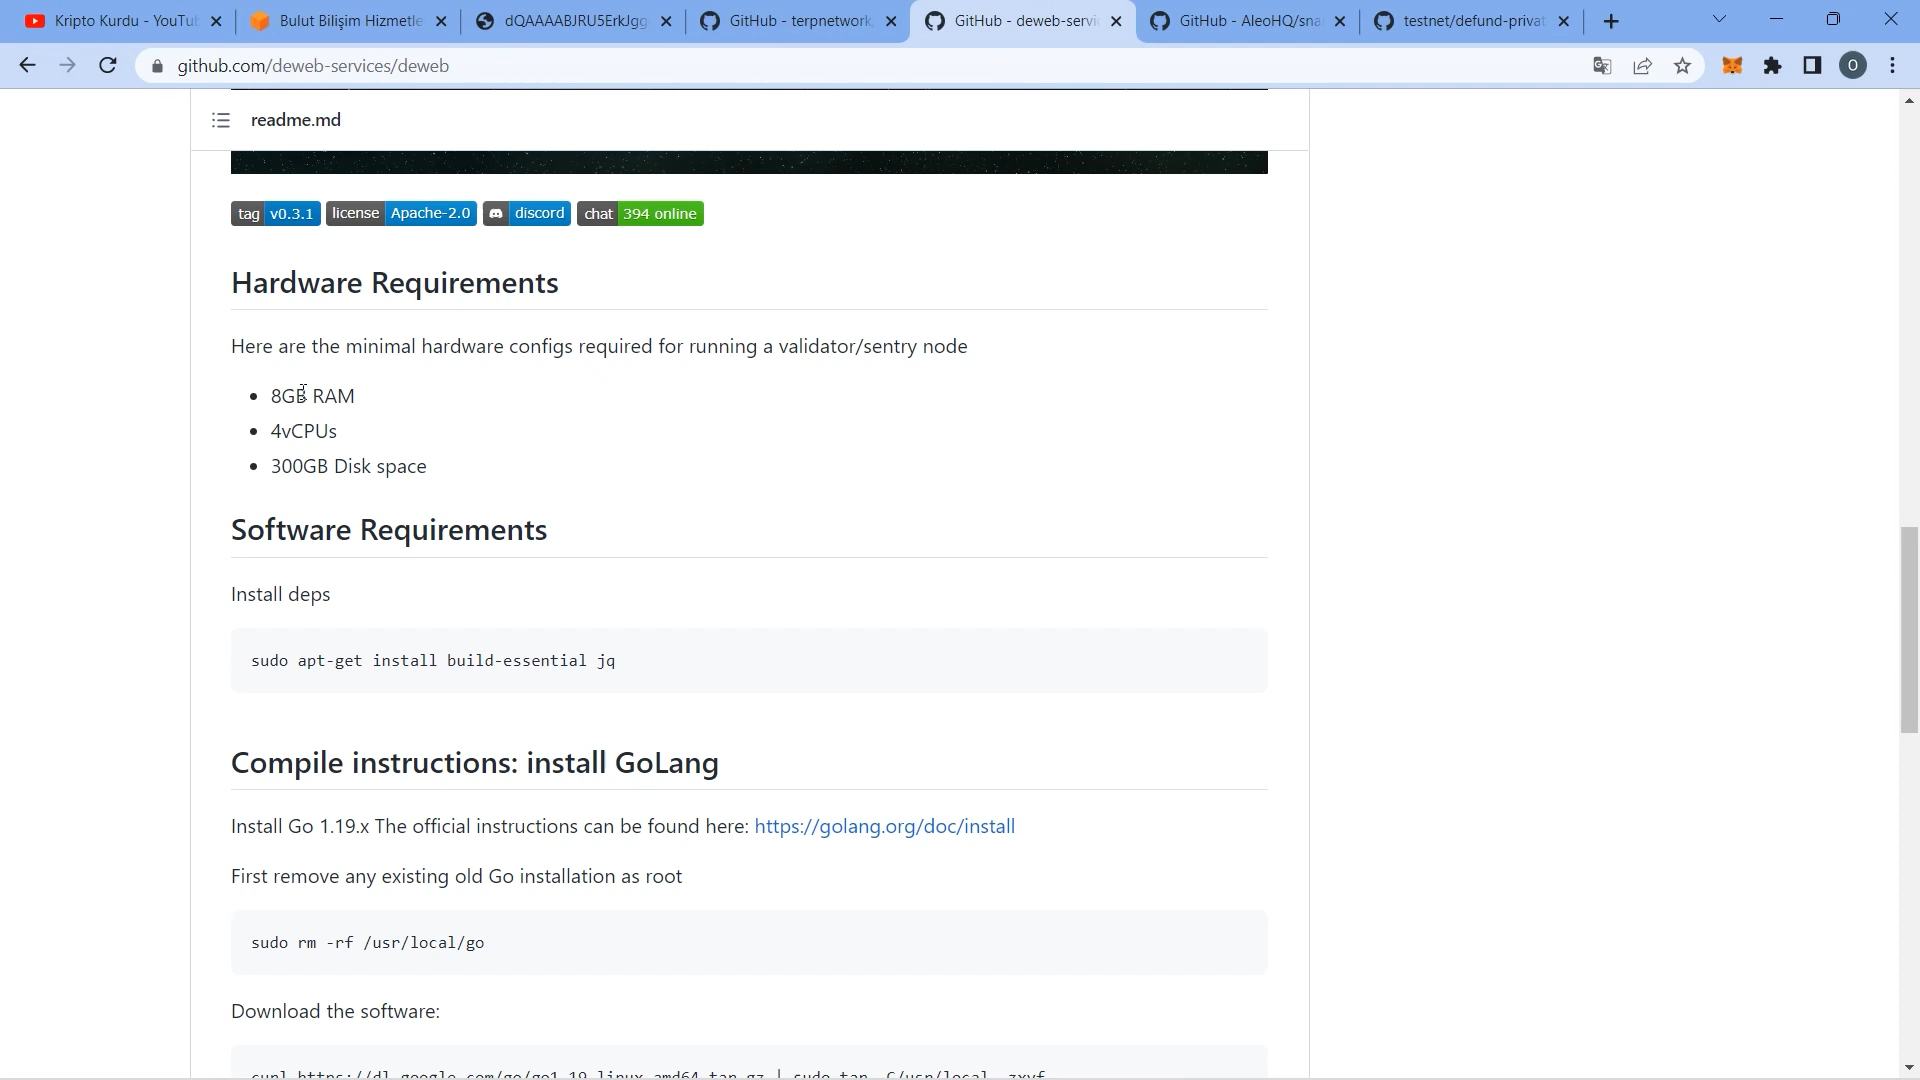 Kripto Kurdu - YouTu
Bulut Bilişim Hizmetle
dQAAAABJRU5ErkJgg
GitHub - terpnetwork
GitHub - deweb-servi
GitHub - AleoHQ/sna
testnet/defund-privat
github.com/deweb-services/deweb
O
readme.md
tag v0.3.1 license Apache-2.0 discord chat 394 online
Hardware Requirements
Here are the minimal hardware configs required for running a validator/sentry node
• 8GB RAM
• 4vCPUs
• 300GB Disk space
Software Requirements
Install deps
sudo apt-get install build-essential jq
Compile instructions: install GoLang
Install Go 1.19.x The official instructions can be found here: https://golang.org/doc/install
First remove any existing old Go installation as root
sudo rm -rf /usr/local/go
Download the software:
curl https://dl.google.com/go/go1.19.linux-amd64.tar.gz | sudo tar -C/usr/local -zxvf -